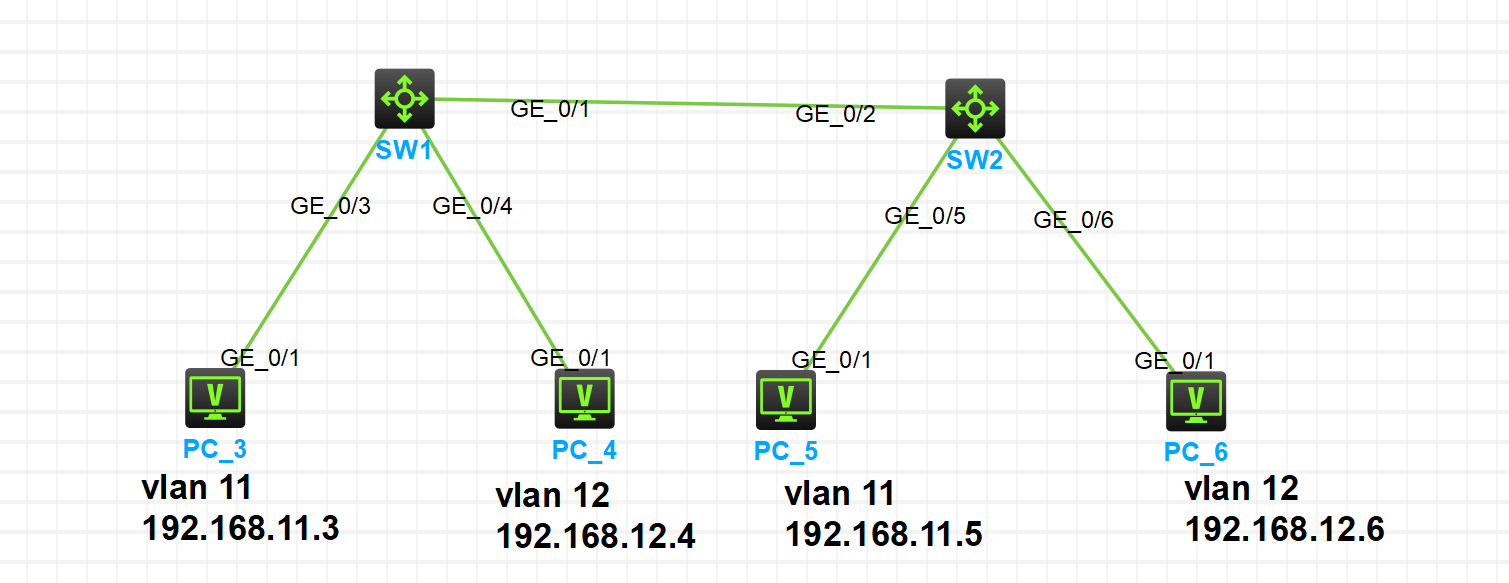 GE_0/1
GE_0/2
SW1
SW2
GE_0/3
GE_0/4
GE_0/5
GE_0/6
GE_0/1
GE_0/1
GE_0/1
GE_0/1
V
V
V
V
PC_3
PC_4
PC_5
PC_6
vlan 11
192.168.11.3
vlan 12
192.168.12.4
vlan 11
192.168.11.5
vlan 12
192.168.12.6